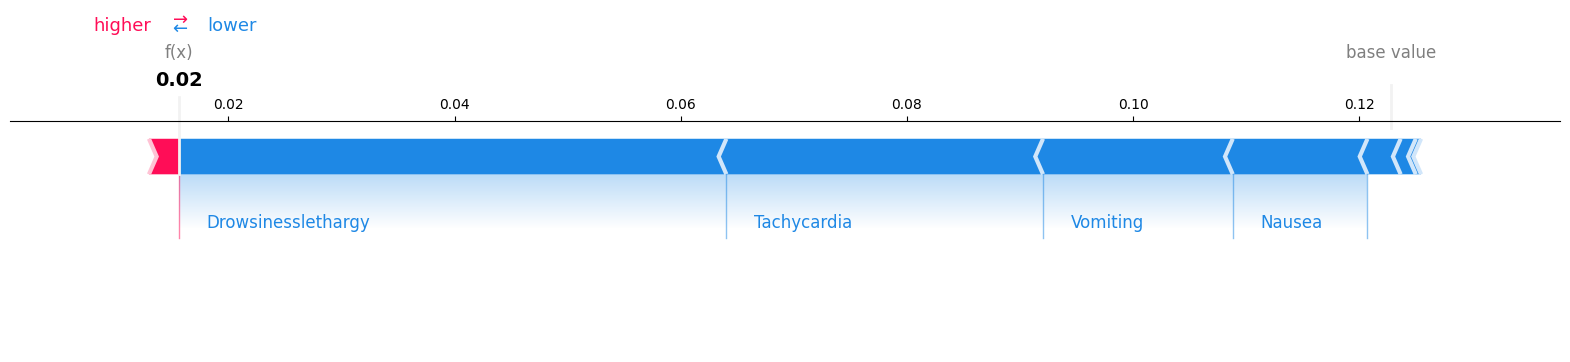 higher ⇄ lower
f(x)
base value
0.02
0.02 0.04 0.06 0.08 0.10 0.12
Drowsinesslethargy
Tachycardia
Vomiting
Nausea